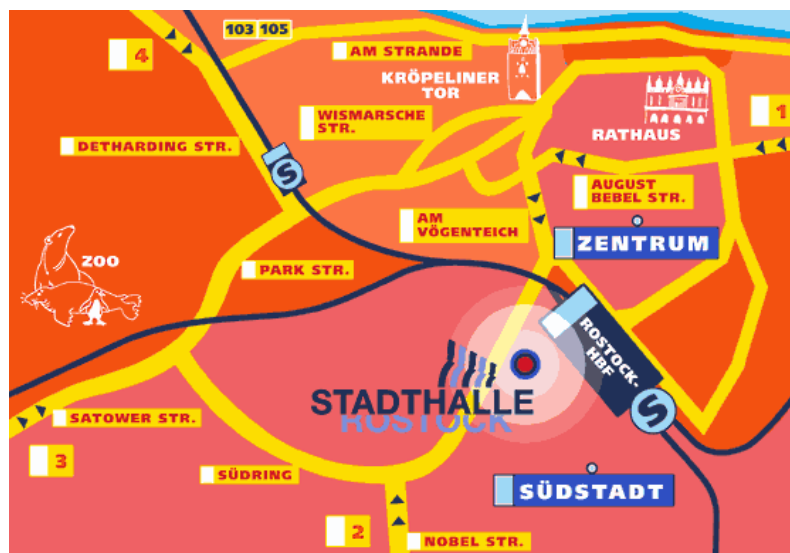 103 105
4
AM STRANDE
KRÖPELINER
TOR
WISMARSCHE
STR.
1
RATHAUS
DETHARDING STR.
S
AUGUST
BEBEL STR.
AM
VÖGENTEICH
ZENTRUM
ZOO
PARK STR.
ROSTOCK-
HBF
STADTHALLE
ROSTOCK
S
SATOWER STR.
3
SÜDRING
SÜDSTADT
2
NOBEL STR.